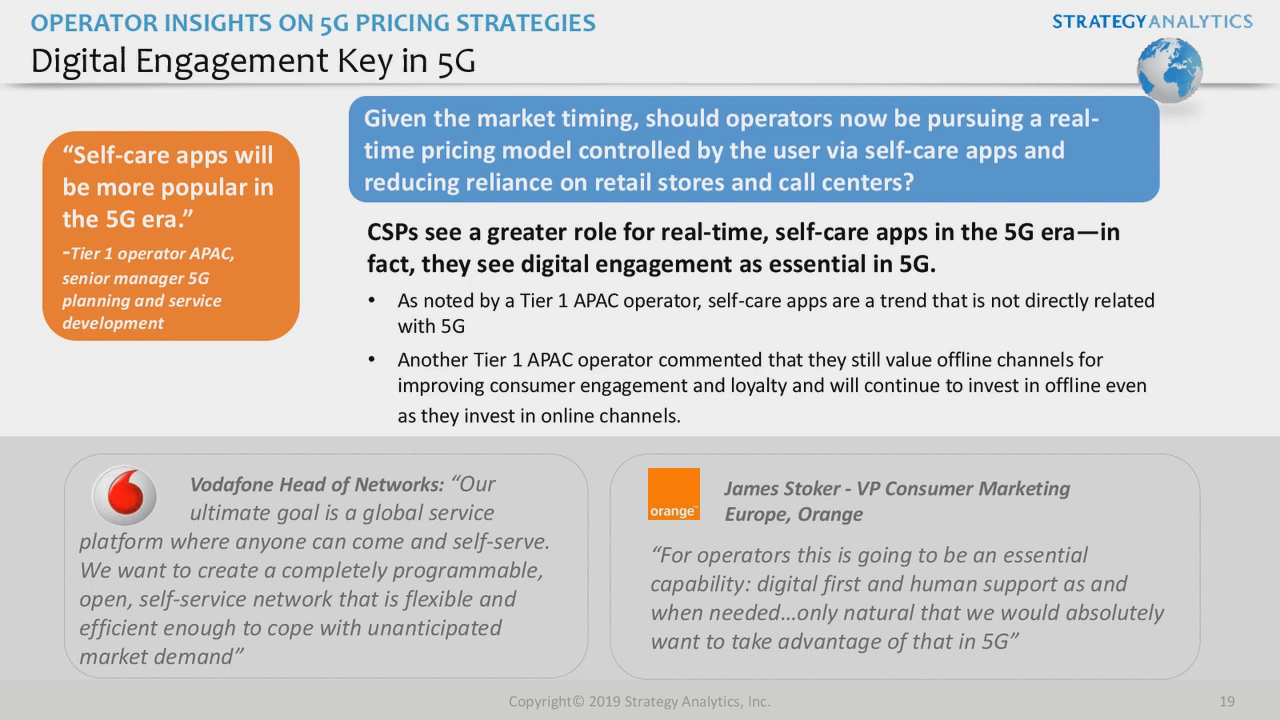 OPERATOR INSIGHTS ON 5G PRICING STRATEGIES
Digital Engagement Key in 5G
STRATEGYANALYTICS
“Self-care apps will
be more popular in
the 5G era.”
-Tier 1 operator APAC,
senior manager 5G
planning and service
development
Given the market timing, should operators now be pursuing a real-
time pricing model controlled by the user via self-care apps and
reducing reliance on retail stores and call centers?
CSPs see a greater role for real-time, self-care apps in the 5G era—in
fact, they see digital engagement as essential in 5G.
• As noted by a Tier 1 APAC operator, self-care apps are a trend that is not directly related
with 5G
• Another Tier 1 APAC operator commented that they still value offline channels for
improving consumer engagement and loyalty and will continue to invest in offline even
as they invest in online channels.
Vodafone Head of Networks: “Our
ultimate goal is a global service
platform where anyone can come and self-serve.
We want to create a completely programmable,
open, self-service network that is flexible and
efficient enough to cope with unanticipated
market demand”
orange™
James Stoker - VP Consumer Marketing
Europe, Orange
“For operators this is going to be an essential
capability: digital first and human support as and
when needed…only natural that we would absolutely
want to take advantage of that in 5G”
Copyright© 2019 Strategy Analytics, Inc.
19